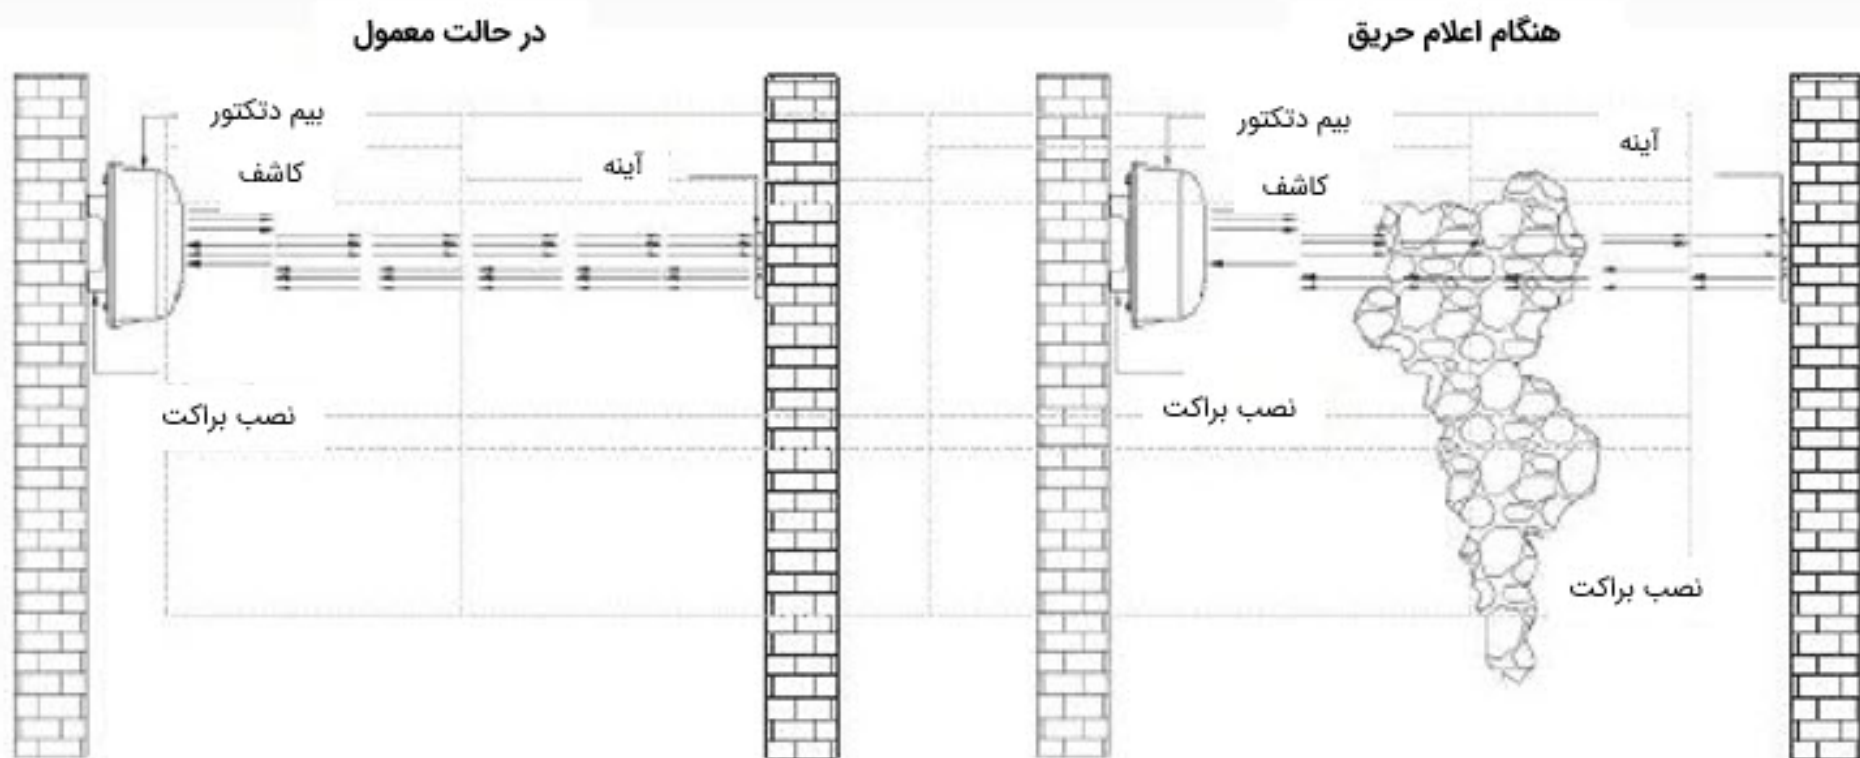 هنگام اعلام حریق
بیم دتکتور
کاشف
آینه
نصب براکت
نصب براکت
در حالت معمول
بیم دتکتور
کاشف
آینه
نصب براکت